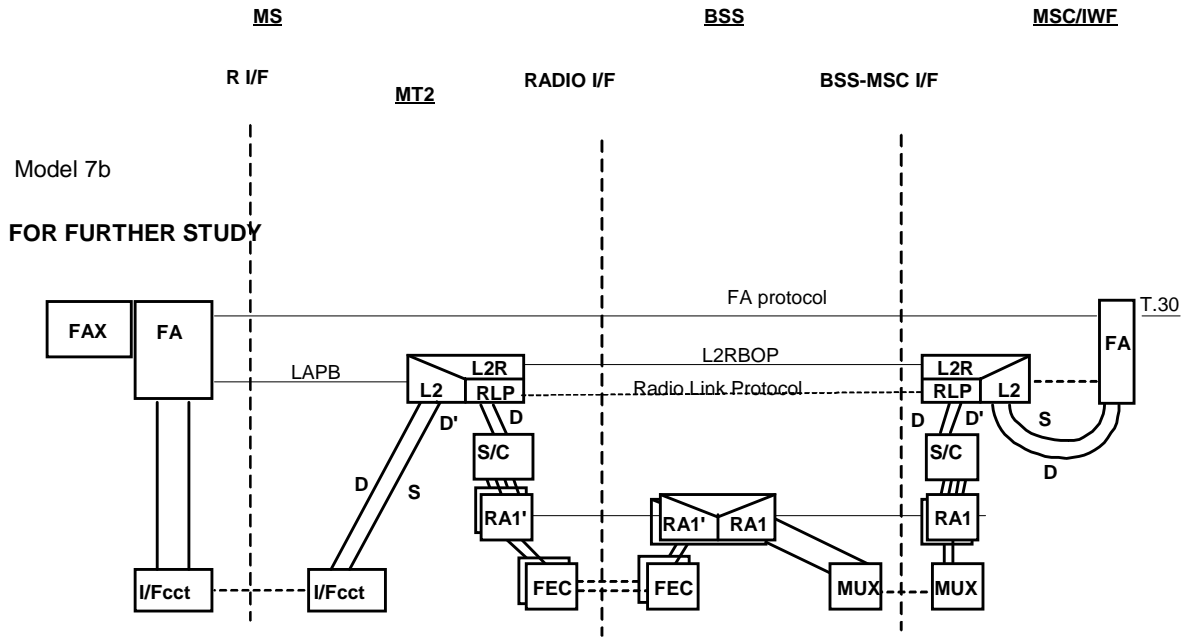 MS BSS MSC/IWF
R I/F RADIO I/F BSS-MSC I/F
MT2
Model 7b
FOR FURTHER STUDY
FA protocol T.30
FAX FA FA
L2RBOP
LAPB L2R L2R
Radio Link Protocol
L2 RLP RLP L2
D' D D D' S
S/C S/C
D S D
RA1' RA1' RA1 RA1
I/Fcct I/Fcct FEC FEC MUX MUX